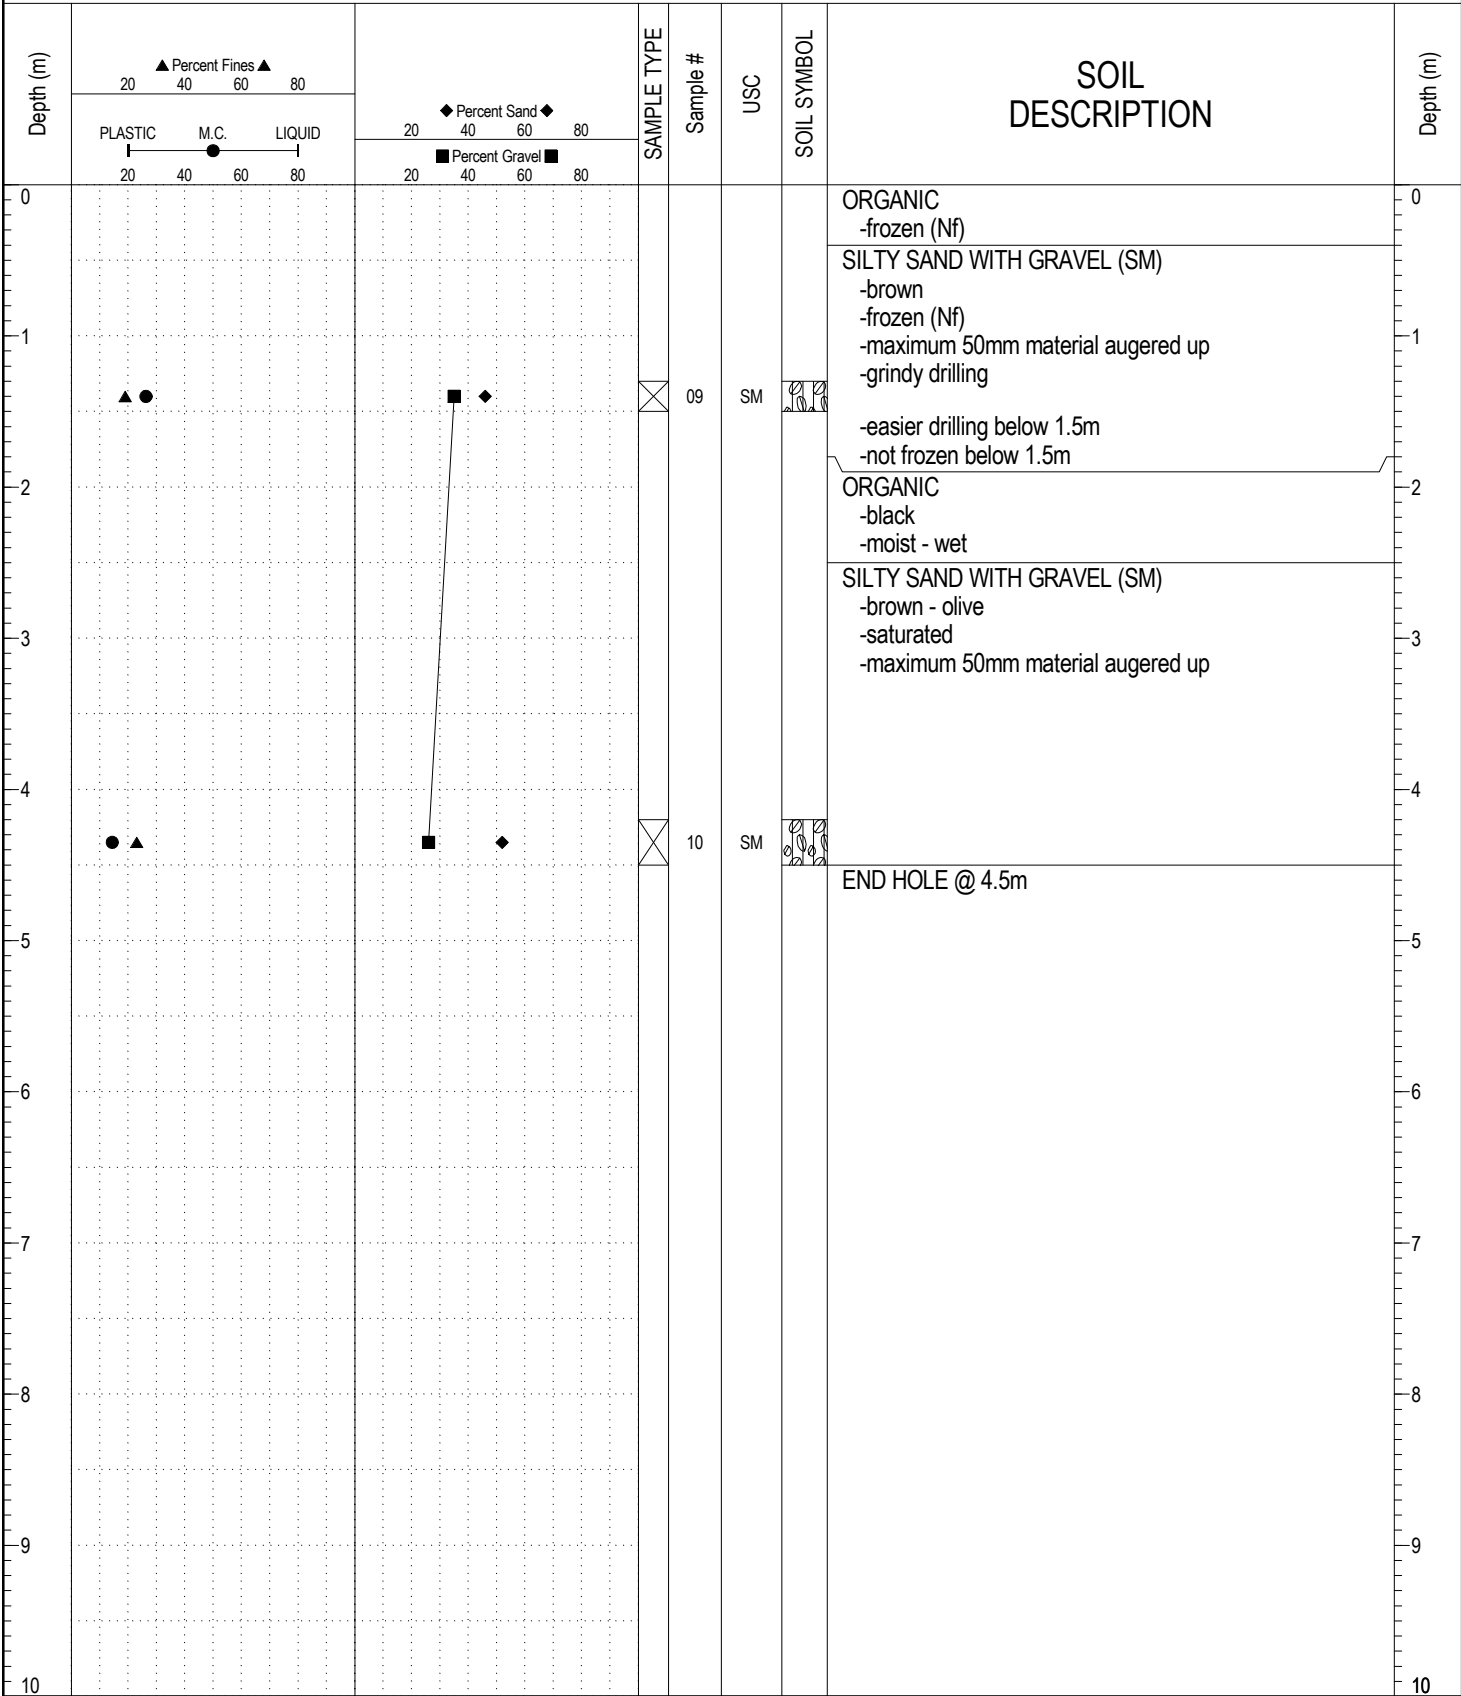 Depth (m)
▲ Percent Fines ▲
20 40 60 80
PLASTIC M.C. LIQUID
20 40 60 80
◆ Percent Sand ◆
20 40 60 80
■ Percent Gravel ■
20 40 60 80
SAMPLE TYPE
Sample #
USC
SOIL SYMBOL
SOIL
DESCRIPTION
Depth (m)
0
ORGANIC
-frozen (Nf)
0
SILTY SAND WITH GRAVEL (SM)
-brown
-frozen (Nf)
1
-maximum 50mm material augered up
1
-grindy drilling
09 SM
-easier drilling below 1.5m
-not frozen below 1.5m
2
ORGANIC
2
-black
-moist - wet
SILTY SAND WITH GRAVEL (SM)
-brown - olive
3
-saturated
3
-maximum 50mm material augered up
4
4
10 SM
END HOLE @ 4.5m
5
5
6
6
7
7
8
8
9
9
10
10